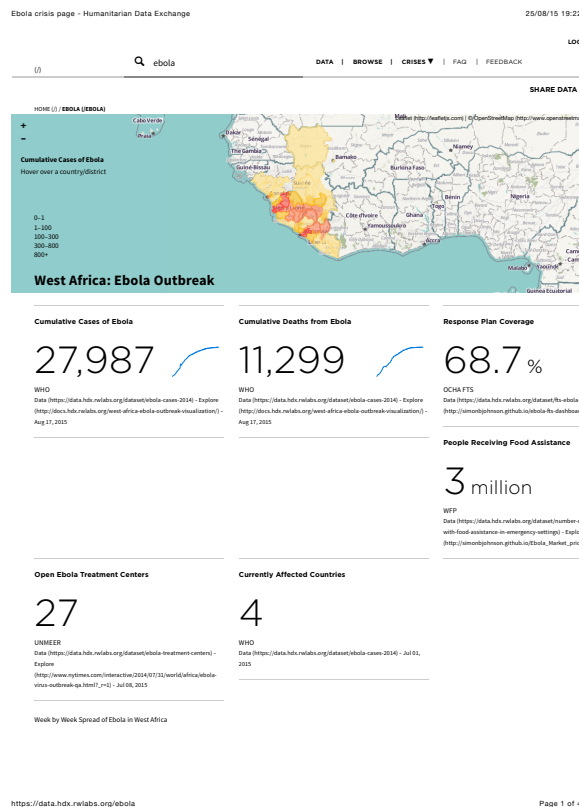 Ebola crisis page - Humanitarian Data Exchange 25/08/15 19:22
LOG
ebola
DATA | BROWSE | CRISES ▼ | FAQ | FEEDBACK
(/)
SHARE DATA
HOME (/) / EBOLA (/EBOLA)
Leaflet (http://leafletjs.com) | © OpenStreetMap (http://www.openstreetma
+
−
Cabo Verde
Praia
Dakar
Sénégal
The Gambia
Guiné-Bissau
Bamako
Burkina Faso
Niamey
Nigeria
Bénin
Togo
Ghana
Côte d'Ivoire
Yamoussoukro
Accra
Malabo
Yaoundé
Guinea Ecuatorial
Cumulative Cases of Ebola
Hover over a country/district
0–1
1–100
100–300
300–800
800+
West Africa: Ebola Outbreak
Cumulative Cases of Ebola
27,987
WHO
Data (https://data.hdx.rwlabs.org/dataset/ebola-cases-2014) - Explore
(http://docs.hdx.rwlabs.org/west-africa-ebola-outbreak-visualization/) -
Aug 17, 2015
Cumulative Deaths from Ebola
11,299
WHO
Data (https://data.hdx.rwlabs.org/dataset/ebola-cases-2014) - Explore
(http://docs.hdx.rwlabs.org/west-africa-ebola-outbreak-visualization/) -
Aug 17, 2015
Response Plan Coverage
68.7 %
OCHA FTS
Data (https://data.hdx.rwlabs.org/dataset/fts-ebola
(http://simonbjohnson.github.io/ebola-fts-dashboa
People Receiving Food Assistance
3 million
WFP
Data (https://data.hdx.rwlabs.org/dataset/number-
with-food-assistance-in-emergency-settings) - Explo
(http://simonbjohnson.github.io/Ebola_Market_pric
Open Ebola Treatment Centers
27
UNMEER
Data (https://data.hdx.rwlabs.org/dataset/ebola-treatment-centers) -
Explore
(http://www.nytimes.com/interactive/2014/07/31/world/africa/ebola-
virus-outbreak-qa.html?_r=1) - Jul 08, 2015
Currently Affected Countries
4
WHO
Data (https://data.hdx.rwlabs.org/dataset/ebola-cases-2014) - Jul 01,
2015
Week by Week Spread of Ebola in West Africa
https://data.hdx.rwlabs.org/ebola Page 1 of 4